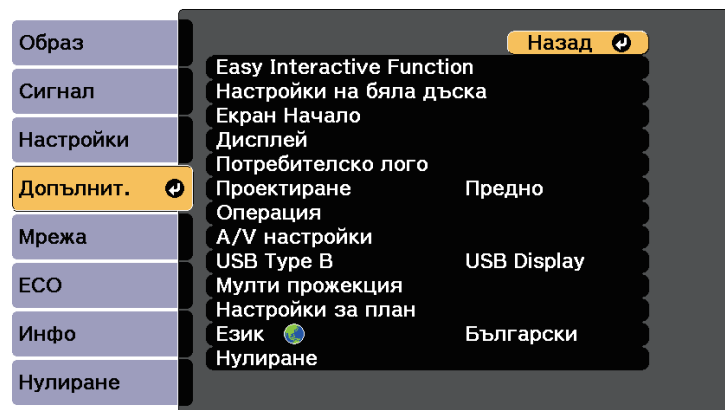 Образ
Сигнал
Настройки
Допълнит.
Мрежа
ECO
Инфо
Нулиране
Назад
Easy Interactive Function
Настройки на бяла дъска
Екран Начало
Дисплей
Потребителско лого
Проектиране Предно
Операция
A/V настройки
USB Type B USB Display
Мулти прожекция
Настройки за план
Език Български
Нулиране